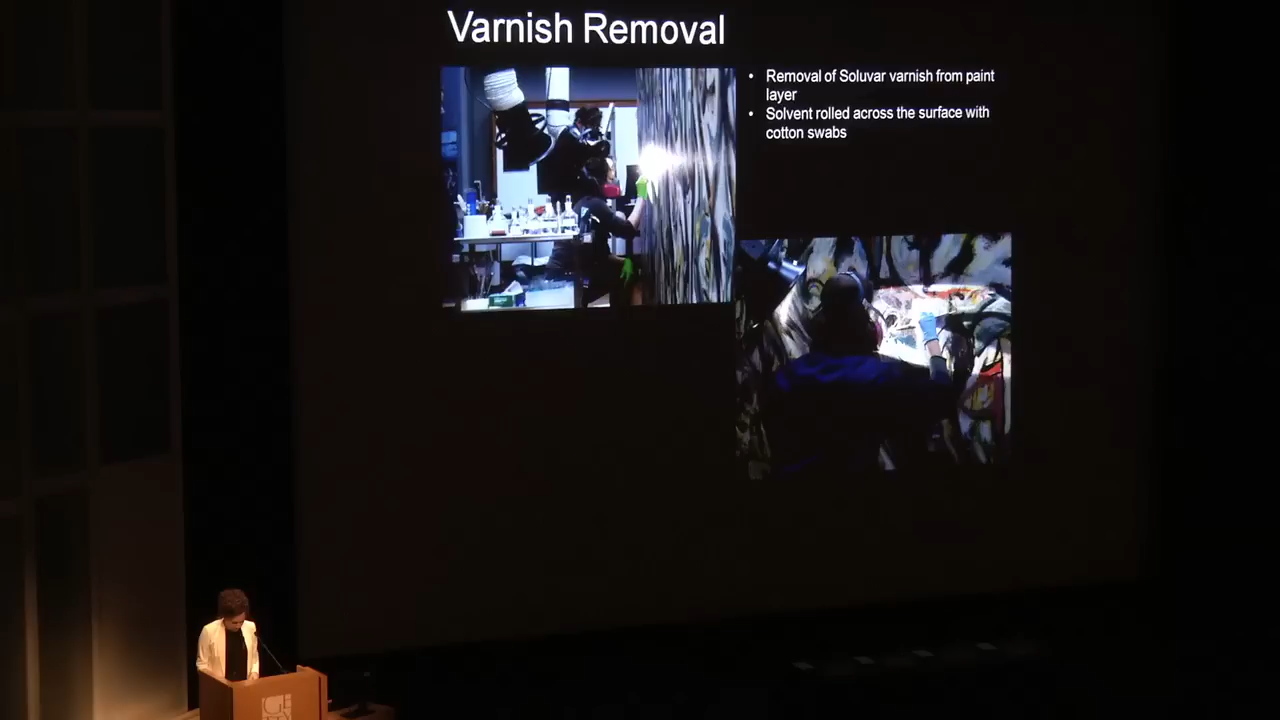 Varnish Removal
• Removal of Soluvar varnish from paint
layer
• Solvent rolled across the surface with
cotton swabs